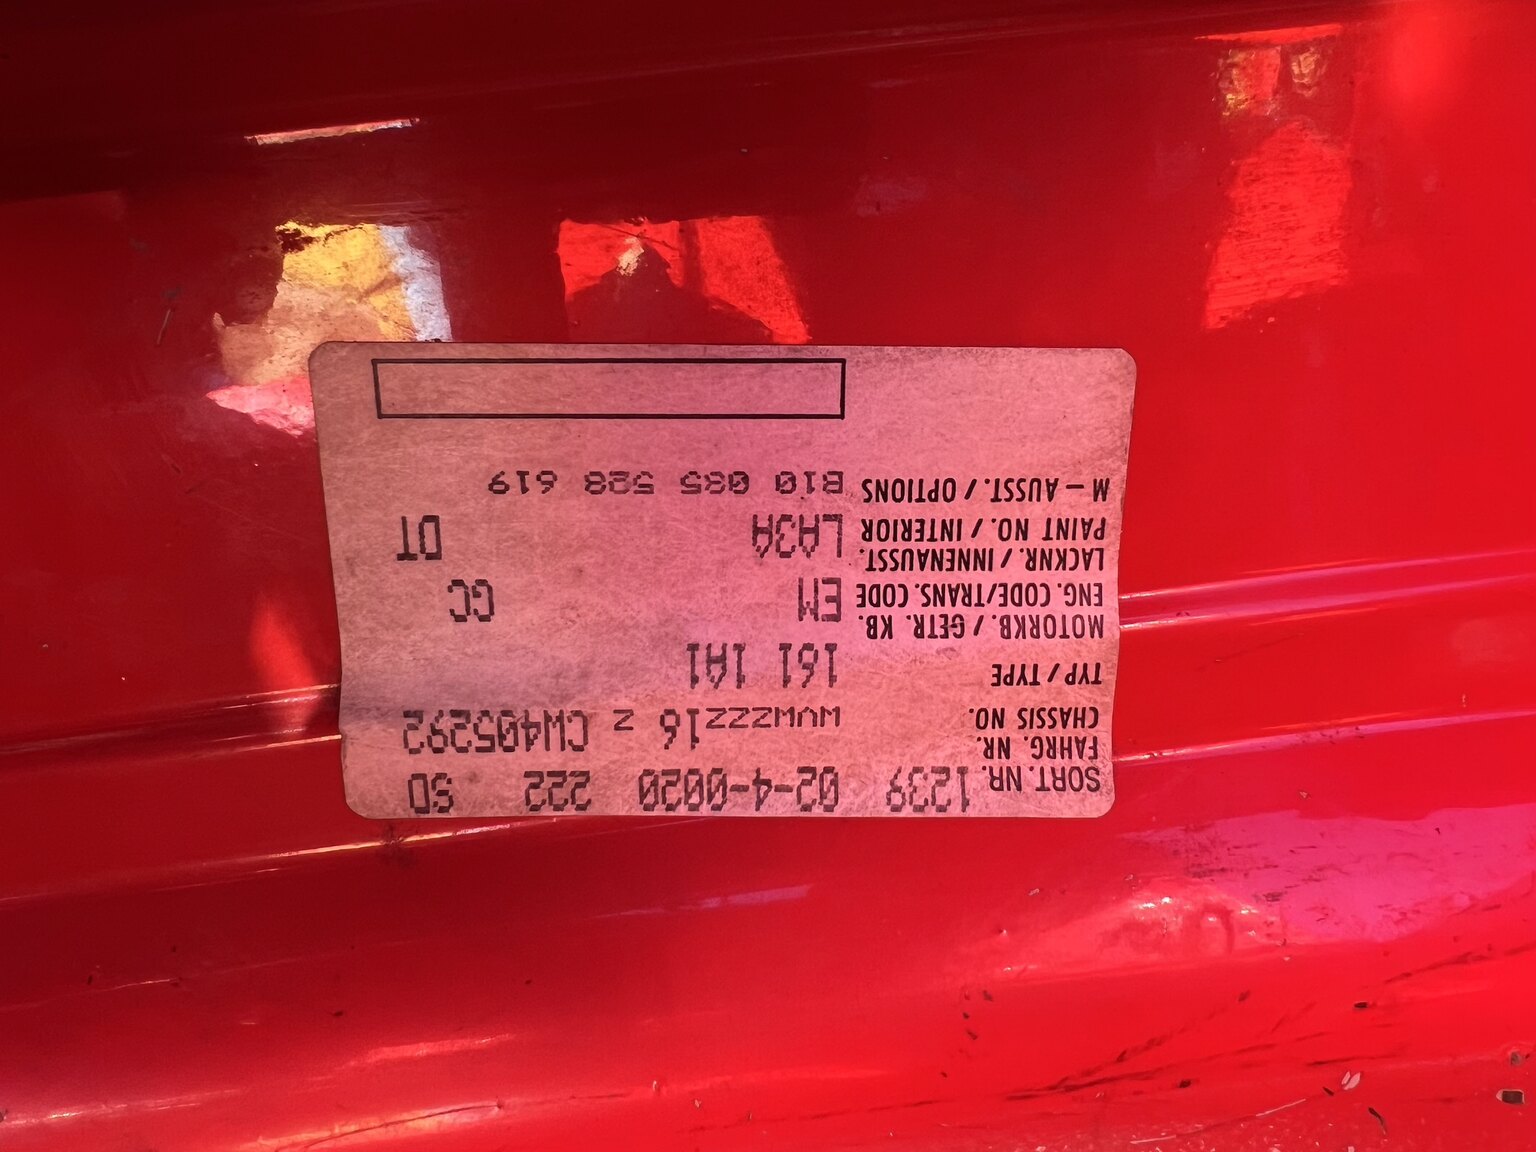 SORT. NR. 1239 02-4-0020 222 SD
FAHRG. NR.
CHASSIS NO. WVWZZZ16 Z CW405292
TYP / TYPE 161 1A1
MOTORKB. / GETR. KB.
ENG. CODE/TRANS. CODE EM GC
LACKNR. / INNENAUSST.
PAINT NO. / INTERIOR LA3A DT
M – AUSST. / OPTIONS B10 085 528 619